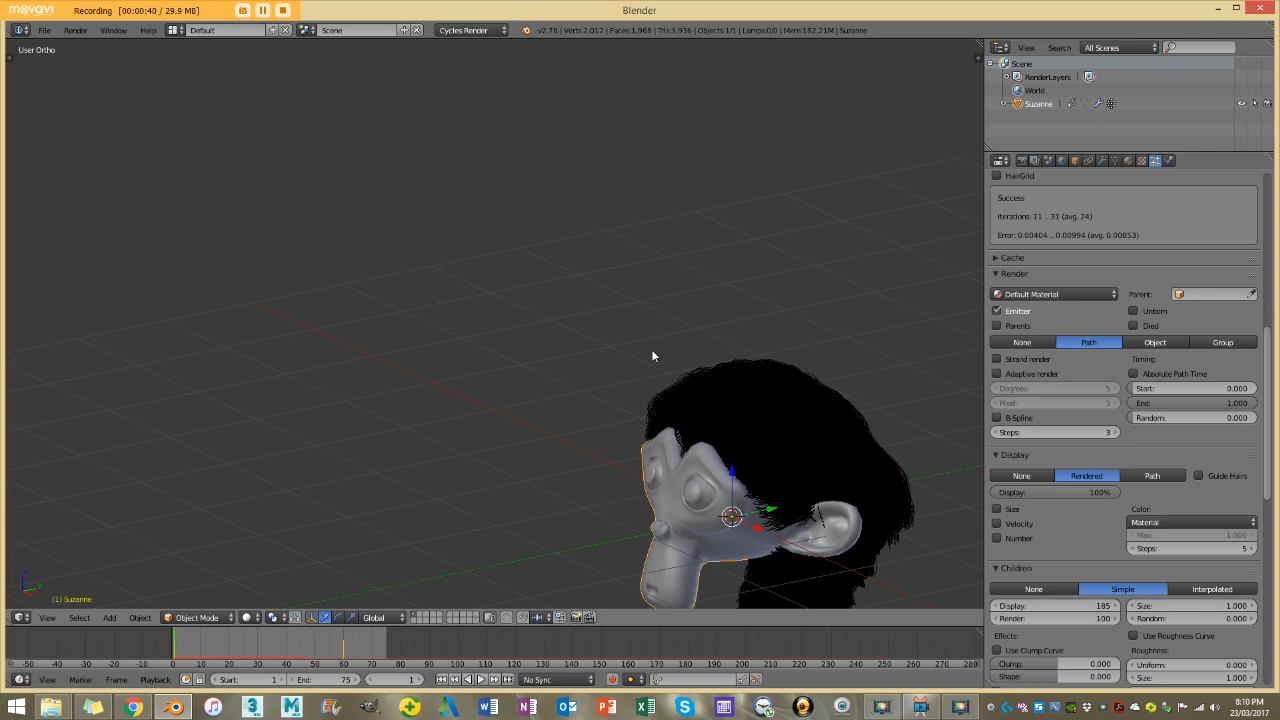 movavi Recording [00:00:40 / 29.9 MB] Blender
File Render Window Help Default Scene Cycles Render v2.78 | Verts:2,012 | Faces:1,968 | Tris:3,936 | Objects:1/1 | Lamps:0/0 | Mem:182.21M | Suzanne
User Ortho
View Search All Scenes
Scene
RenderLayers
World
Suzanne
HairGrid
Success
Iterations: 11 .. 31 (avg. 24)
Error: 0.00404 .. 0.00994 (avg. 0.00853)
Cache
Render
Default Material Parent:
Emitter Unborn
Parents Died
None Path Object Group
Strand render Timing:
Adaptive render Absolute Path Time
Degrees: 5 Start: 0.000
Pixel: 3 End: 1.000
B-Spline Random: 0.000
Steps: 3
Display
None Rendered Path Guide Hairs
Display: 100%
Size Color:
Velocity Material
Number Max: 1.000
Steps: 5
Children
None Simple Interpolated
Display: 185 Size: 1.000
Render: 100 Random: 0.000
Effects: Use Roughness Curve
Use Clump Curve Roughness:
Clump: 0.000 Uniform: 0.000
Shape: 0.000 Size: 1.000
(1) Suzanne
View Select Add Object Object Mode Global
-50 -40 -30 -20 -10 0 10 20 30 40 50 60 70 80 90 100 110 120 130 140 150 160 170 180 190 200 210 220 230 240 250 260 270 280
View Marker Frame Playback Start: 1 End: 75 1 No Sync
8:10 PM
23/03/2017